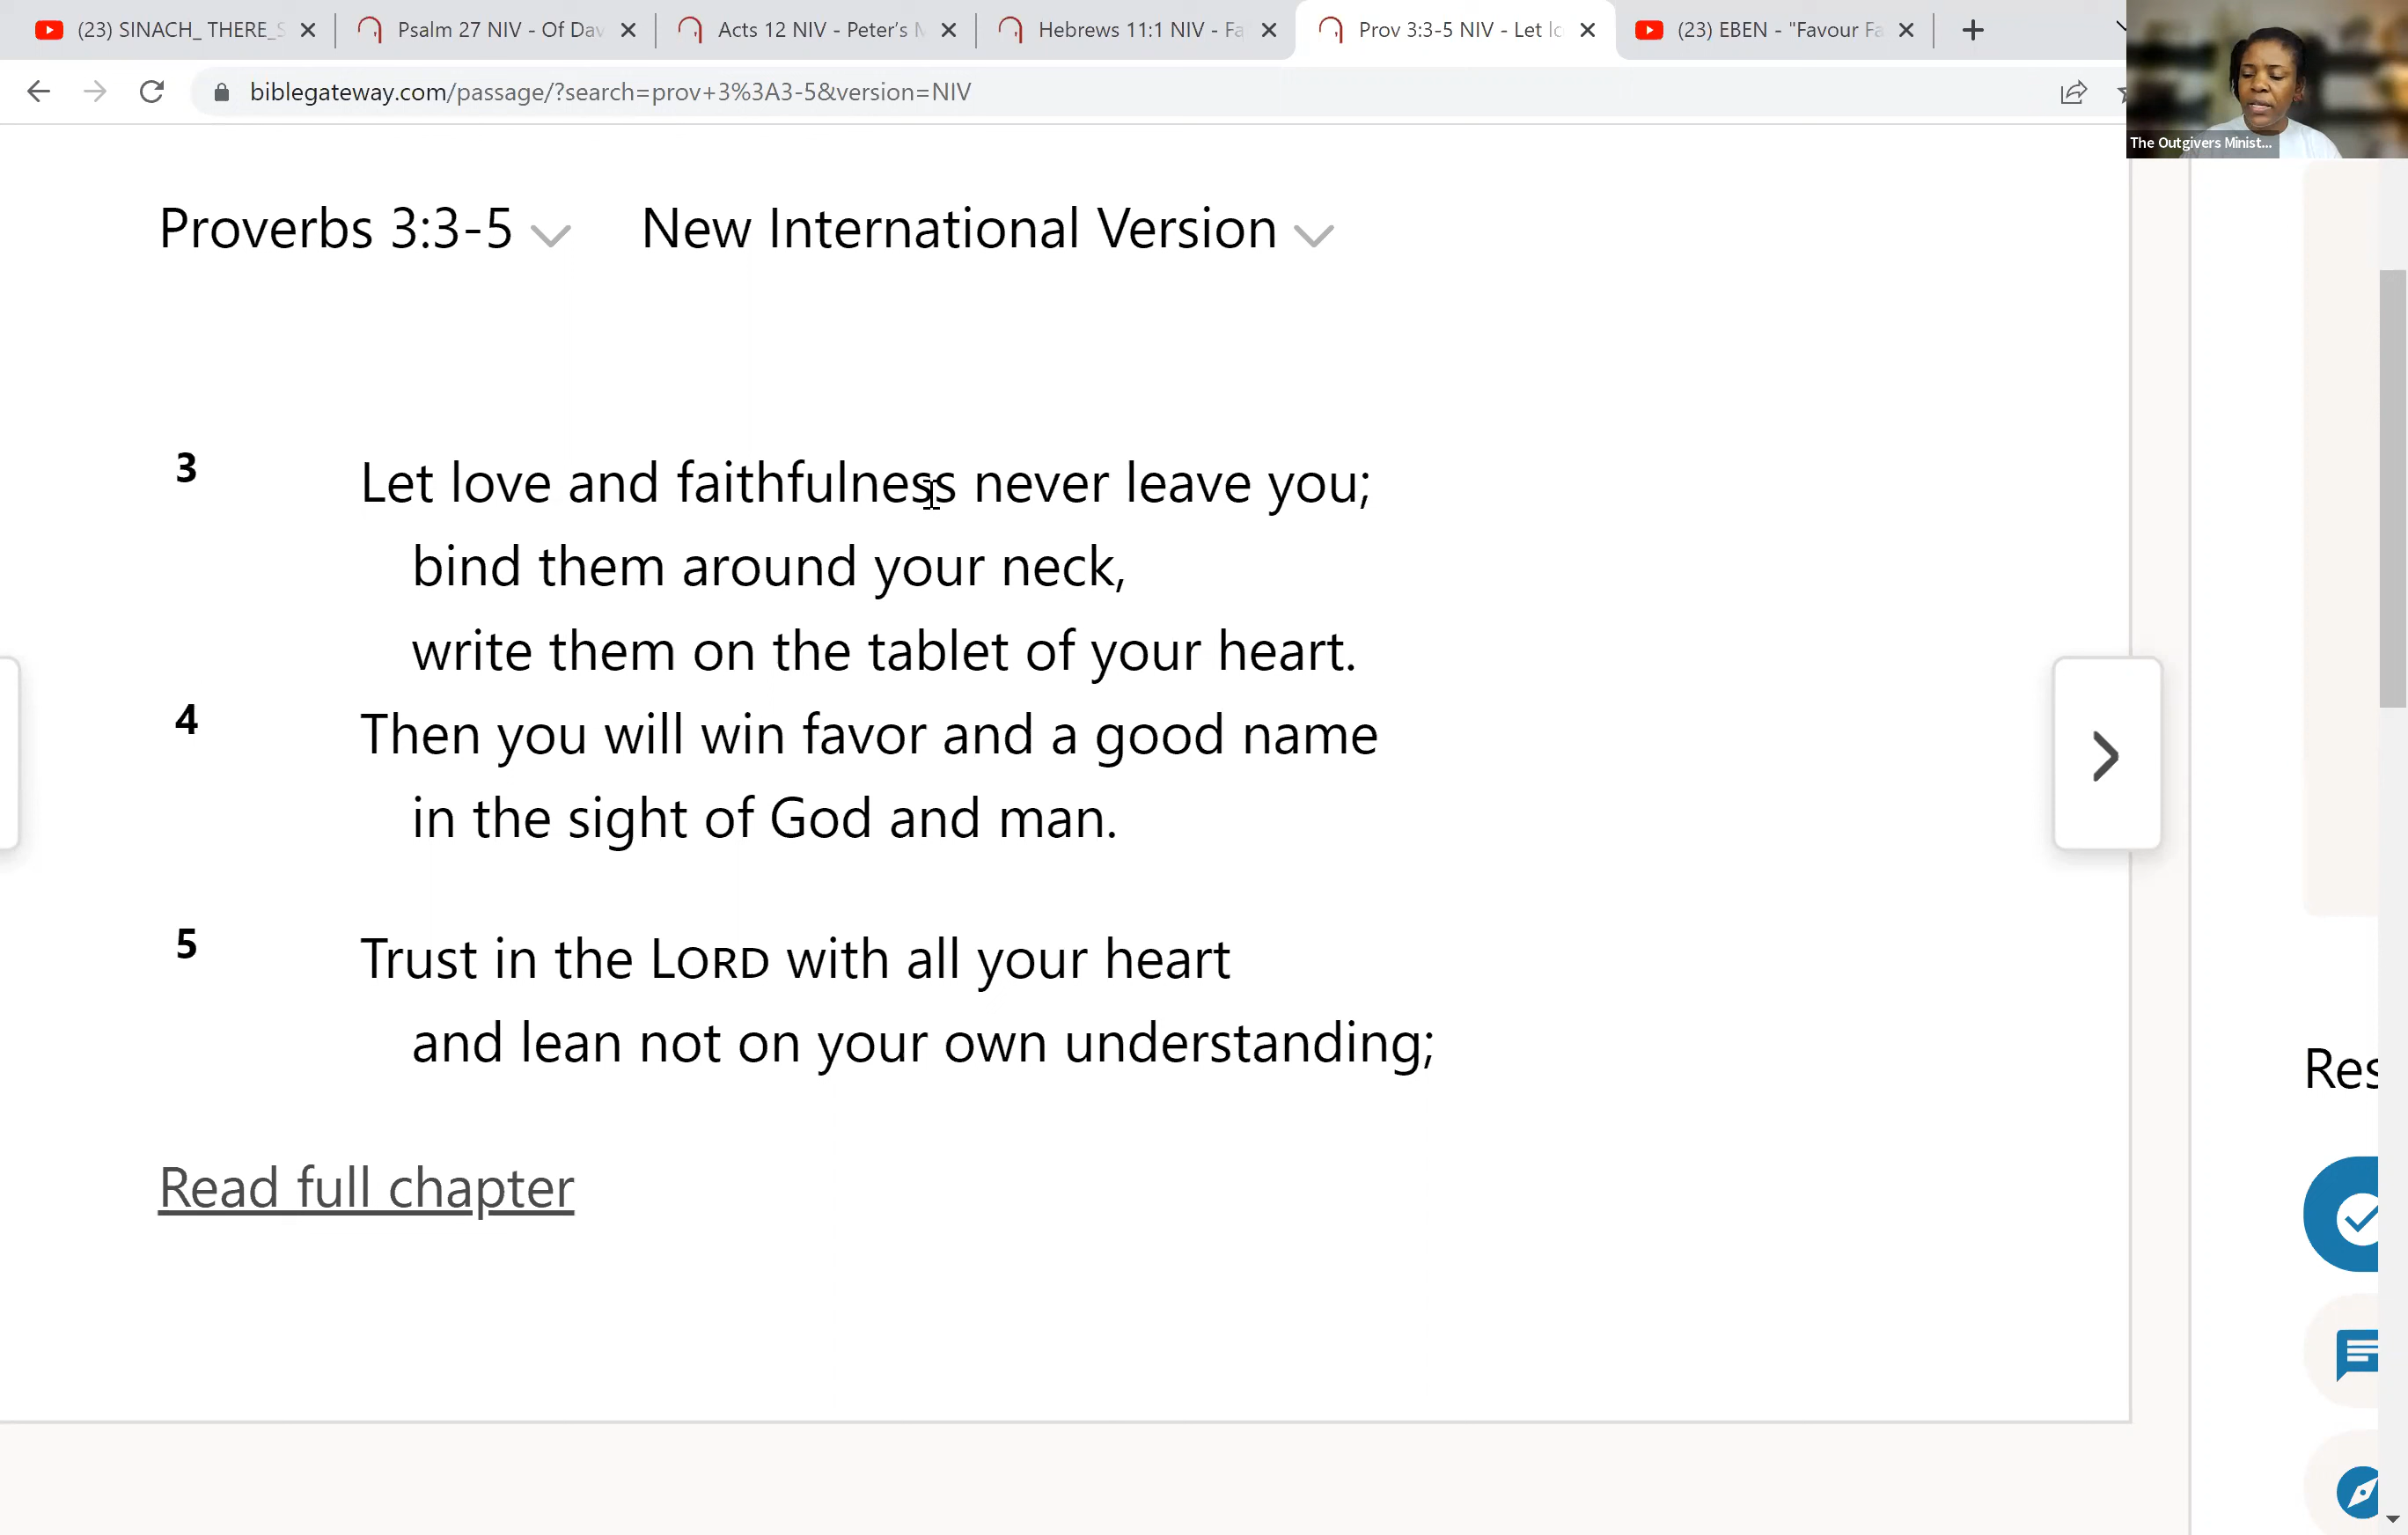 (23) SINACH_ THERE_S
Psalm 27 NIV - Of Dav
Acts 12 NIV - Peter's
Hebrews 11:1 NIV - Fa
Prov 3:3-5 NIV - Let lo
(23) EBEN - "Favour Fa
biblegateway.com/passage/?search=prov+3%3A3-5&version=NIV
The Outgivers Minist...
Proverbs 3:3-5 New International Version
3 Let love and faithfulness never leave you;
bind them around your neck,
write them on the tablet of your heart.
4 Then you will win favor and a good name
in the sight of God and man.
5 Trust in the LORD with all your heart
and lean not on your own understanding;
Res
Read full chapter